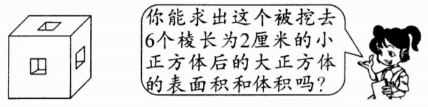 你能求出这个被挖去
6个棱长为2厘米的小
正方体后的大正方体
的表面积和体积吗？